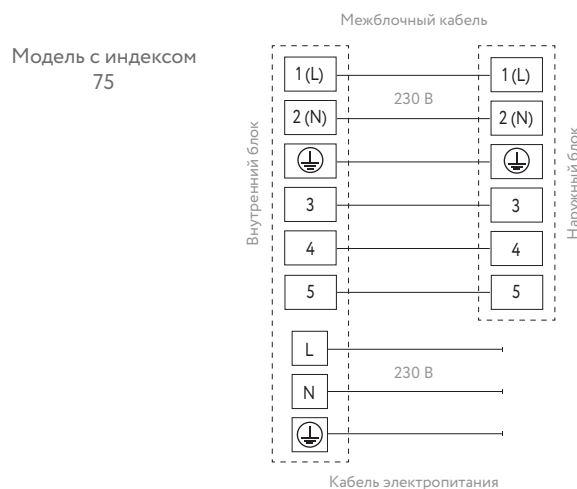 Межблочный кабель
Модель с индексом
75
Внутренний блок
Наружный блок
1 (L) 1 (L)
230 В
2 (N) 2 (N)
3 3
4 4
5 5
L
230 В
N
Кабель электропитания